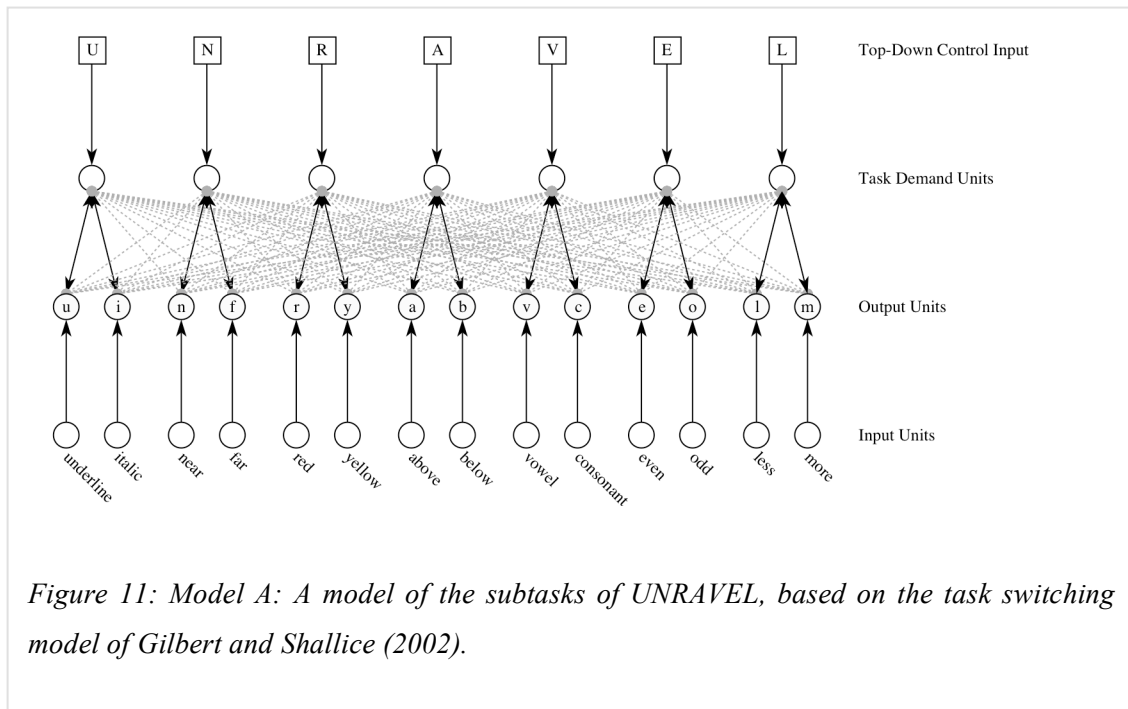 U N R A V E L Top-Down Control Input
Task Demand Units
u i n f r y a b v c e o l m Output Units
Input Units
underline italic near far red yellow above below vowel consonant even odd less more
Figure 11: Model A: A model of the subtasks of UNRAVEL, based on the task switching
model of Gilbert and Shallice (2002).